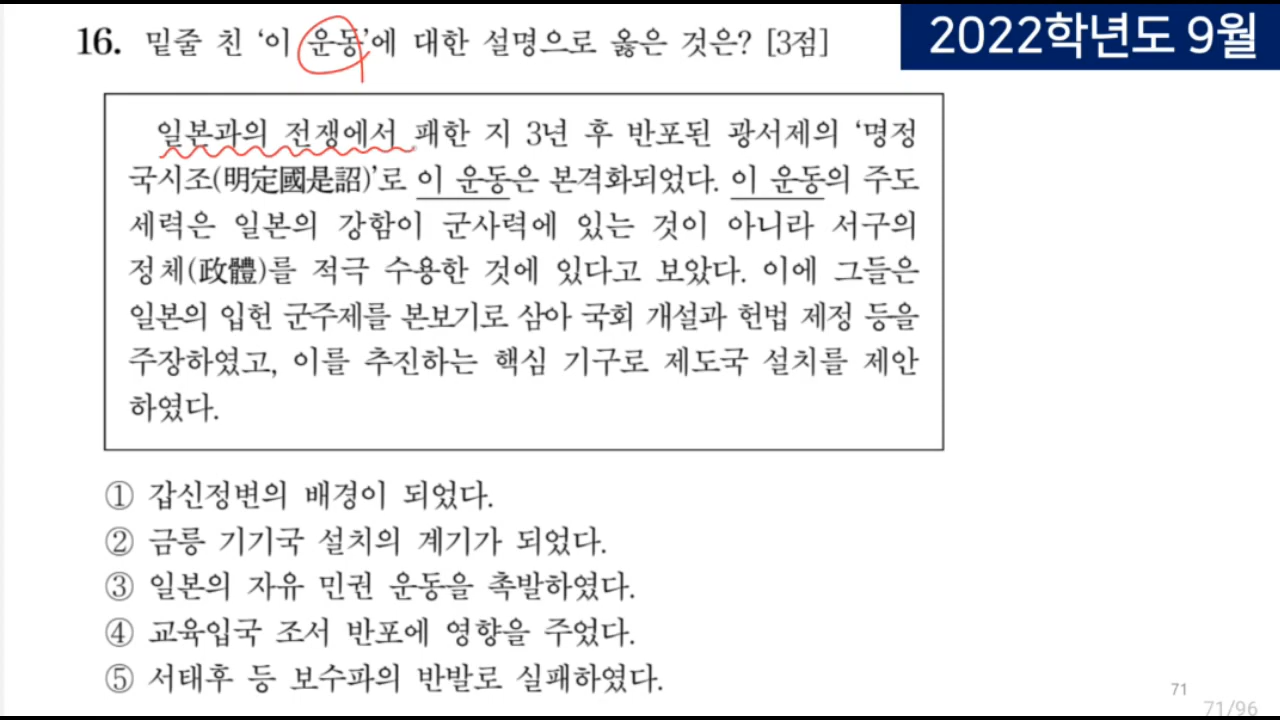 2022학년도 9월
16. 밑줄 친 ‘이 운동’에 대한 설명으로 옳은 것은? [3점]
일본과의 전쟁에서 패한 지 3년 후 반포된 광서제의 ‘명정
국시조(明定國是詔)’로 이 운동은 본격화되었다. 이 운동의 주도
세력은 일본의 강함이 군사력에 있는 것이 아니라 서구의
정체(政體)를 적극 수용한 것에 있다고 보았다. 이에 그들은
일본의 입헌 군주제를 본보기로 삼아 국회 개설과 헌법 제정 등을
주장하였고, 이를 추진하는 핵심 기구로 제도국 설치를 제안
하였다.
① 갑신정변의 배경이 되었다.
② 금릉 기기국 설치의 계기가 되었다.
③ 일본의 자유 민권 운동을 촉발하였다.
④ 교육입국 조서 반포에 영향을 주었다.
⑤ 서태후 등 보수파의 반발로 실패하였다.
71
71/96